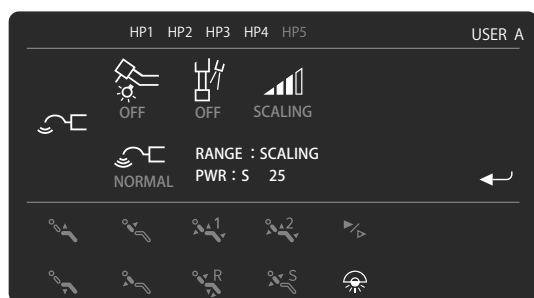 HP1 HP2 HP3 HP4 HP5 USER A
OFF OFF SCALING
RANGE : SCALING
NORMAL PWR : S 25
1 2
R S